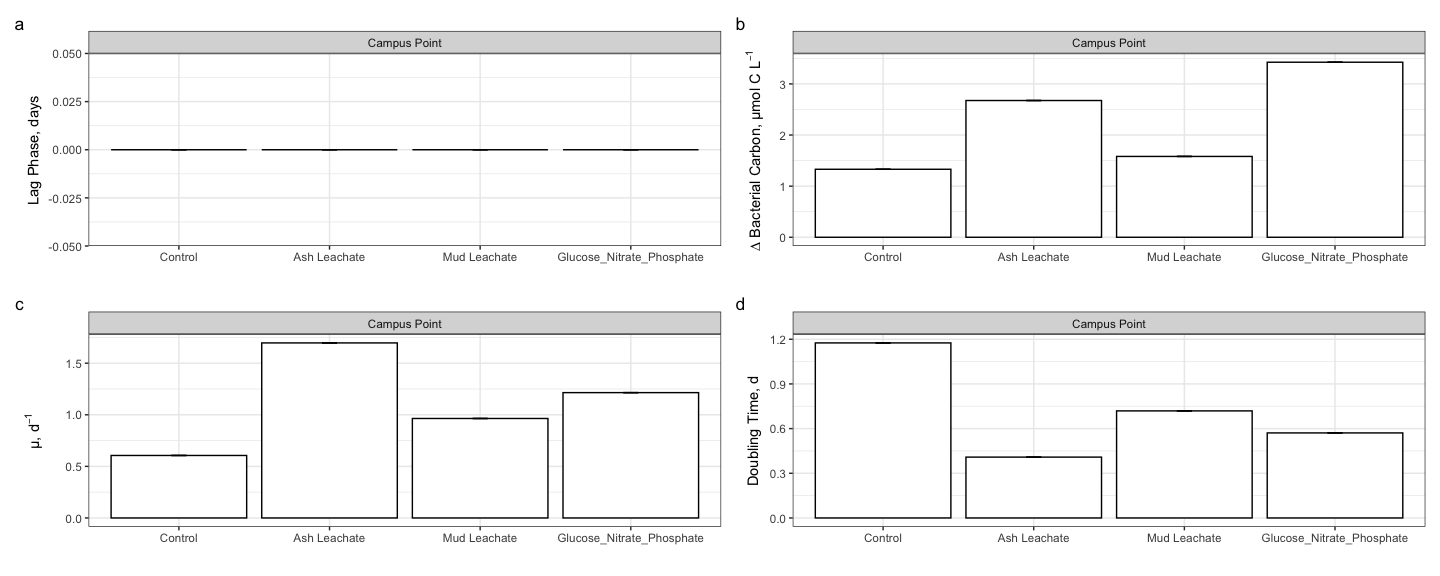 a
Campus Point
Lag Phase, days
0.050
0.025
0.000
-0.025
-0.050
Control
Ash Leachate
Mud Leachate
Glucose_Nitrate_Phosphate
b
Campus Point
Δ Bacterial Carbon, μmol C L⁻¹
3
2
1
0
Control
Ash Leachate
Mud Leachate
Glucose_Nitrate_Phosphate
c
Campus Point
μ, d⁻¹
1.5
1.0
0.5
0.0
Control
Ash Leachate
Mud Leachate
Glucose_Nitrate_Phosphate
d
Campus Point
Doubling Time, d
1.2
0.9
0.6
0.3
0.0
Control
Ash Leachate
Mud Leachate
Glucose_Nitrate_Phosphate